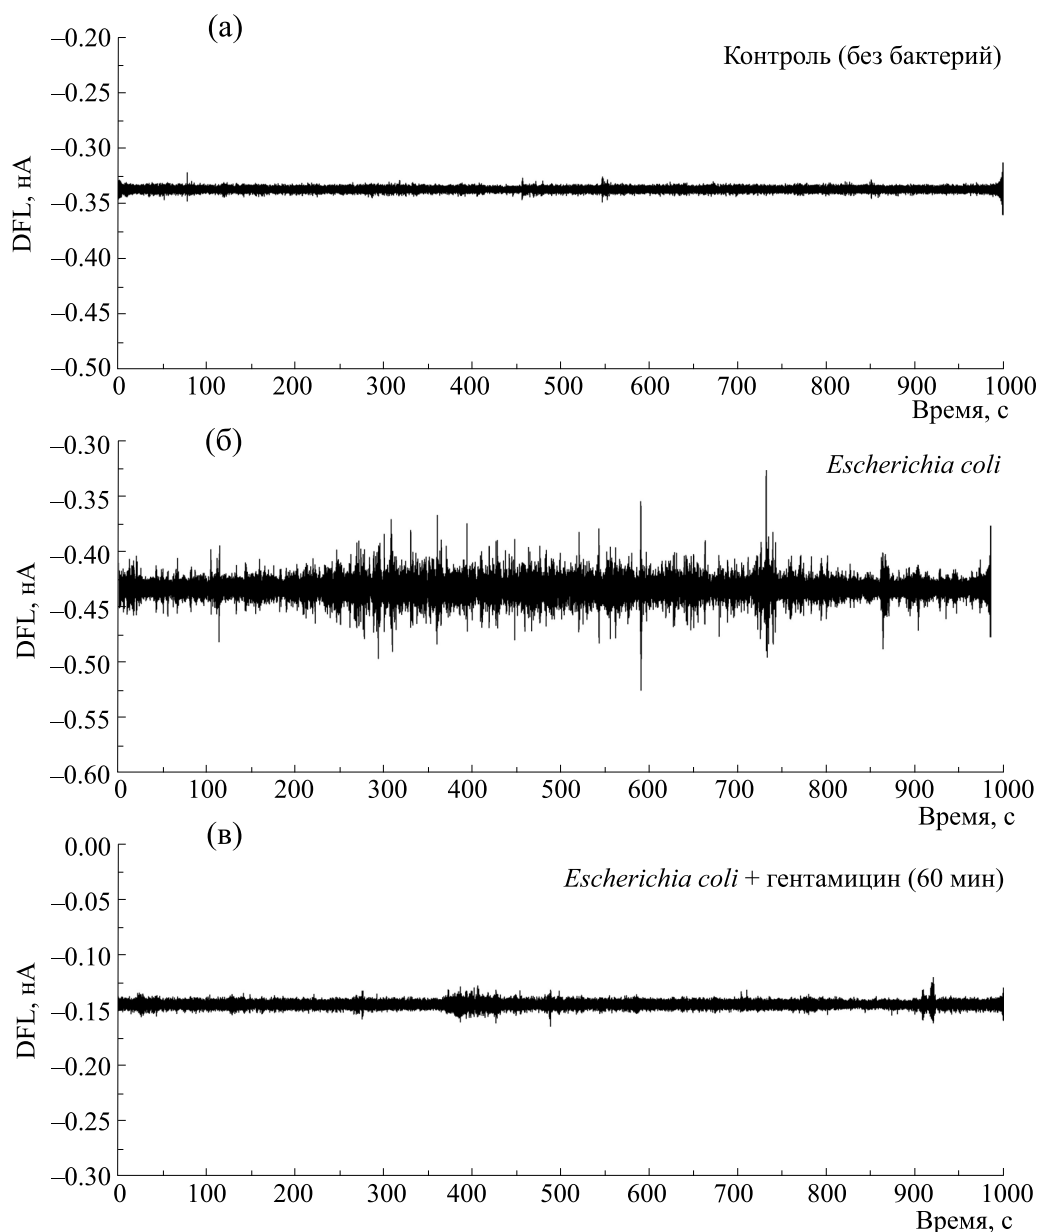 (а)
Контроль (без бактерий)
DFL, нА
–0.20
–0.25
–0.30
–0.35
–0.40
–0.45
–0.50
0 100 200 300 400 500 600 700 800 900 1000
Время, с
(б)
Escherichia coli
DFL, нА
–0.30
–0.35
–0.40
–0.45
–0.50
–0.55
–0.60
0 100 200 300 400 500 600 700 800 900 1000
Время, с
(в)
Escherichia coli + гентамицин (60 мин)
DFL, нА
0.00
–0.05
–0.10
–0.15
–0.20
–0.25
–0.30
0 100 200 300 400 500 600 700 800 900 1000
Время, с